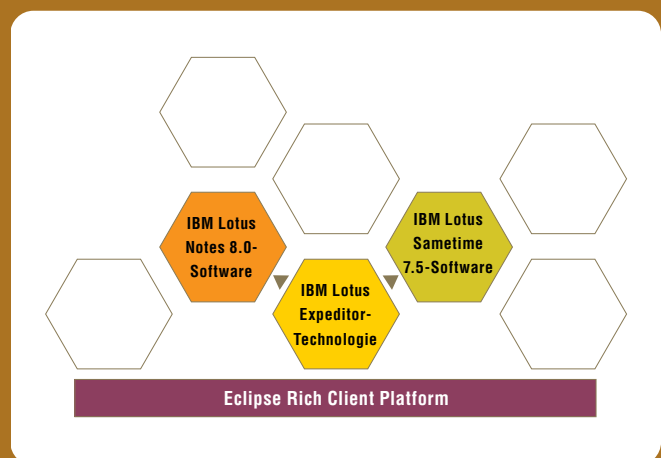 IBM Lotus
Notes 8.0-
Software
IBM Lotus
Expeditor-
Technologie
IBM Lotus
Sametime
7.5-Software
Eclipse Rich Client Platform